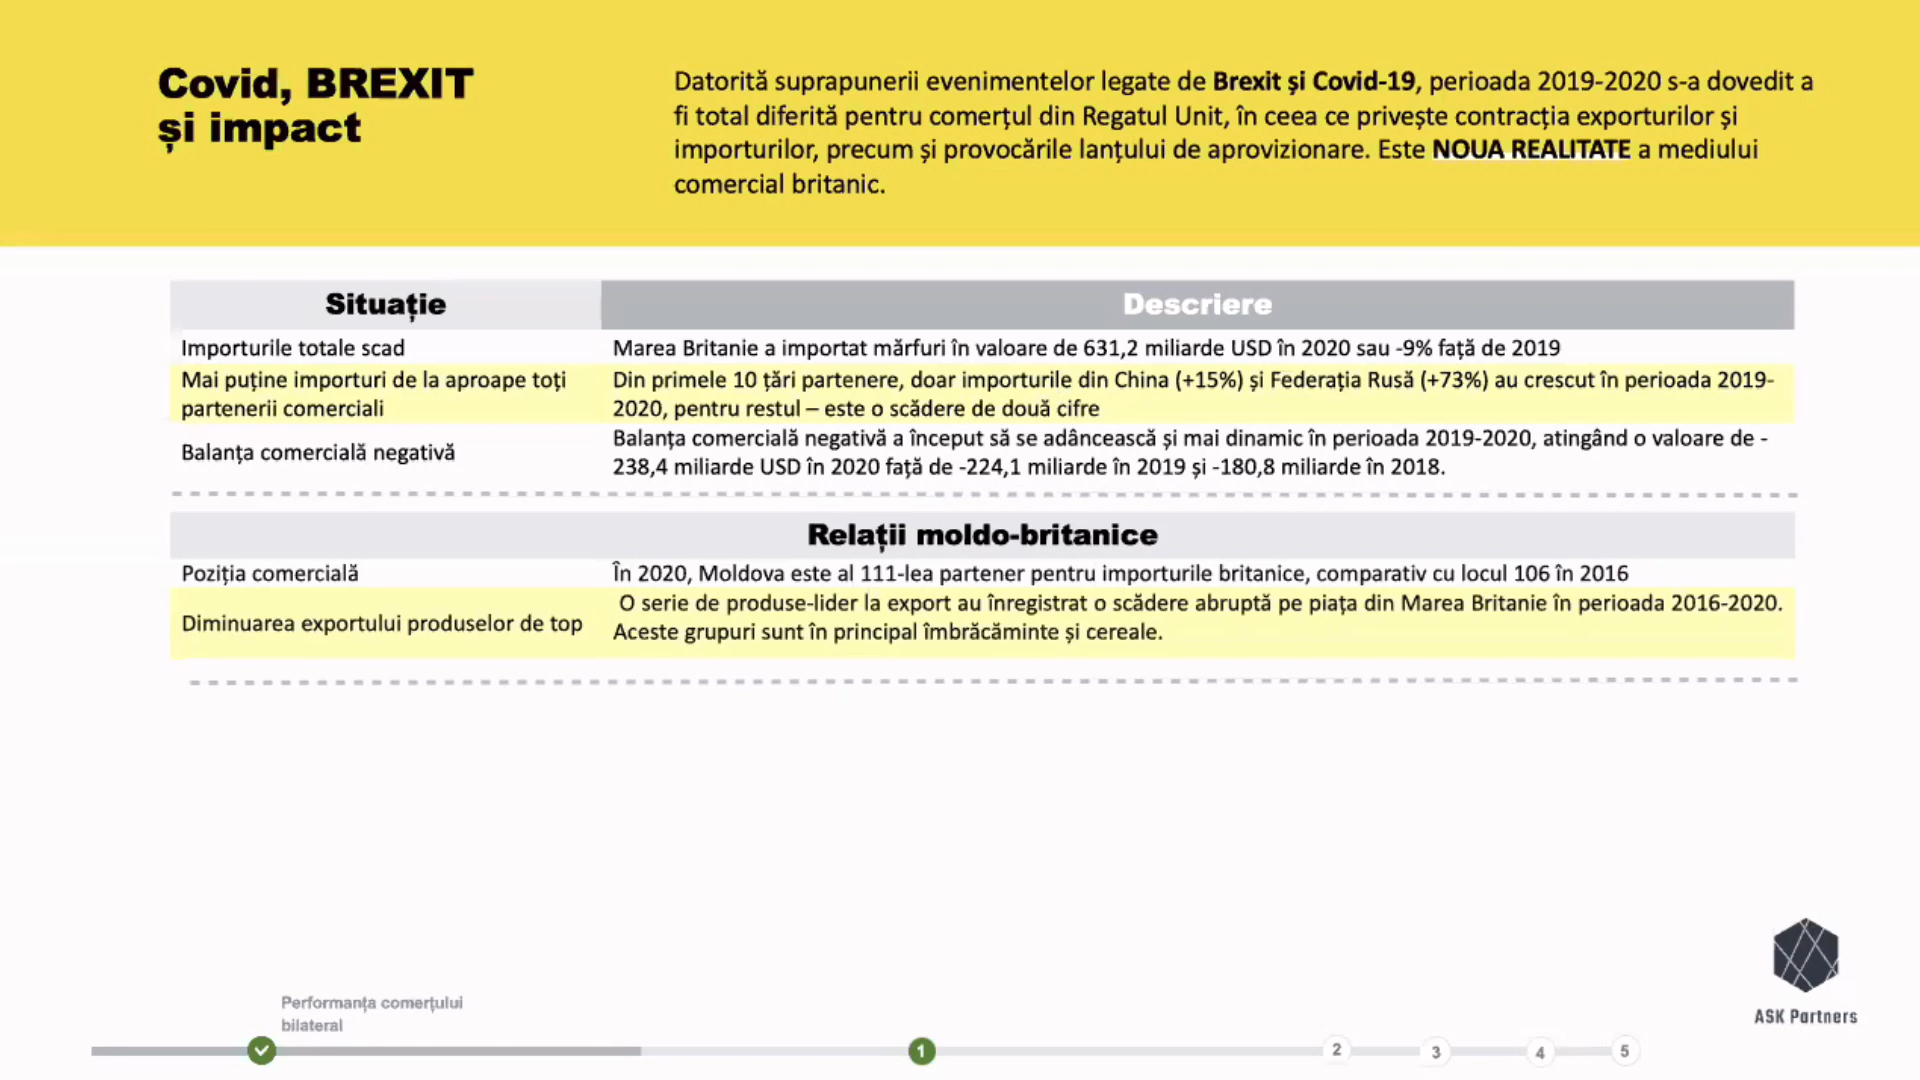 Covid, BREXIT
și impact
Datorită suprapunerii evenimentelor legate de Brexit și Covid-19, perioada 2019-2020 s-a dovedit a
fi total diferită pentru comerțul din Regatul Unit, în ceea ce privește contracția exporturilor și
importurilor, precum și provocările lanțului de aprovizionare. Este NOUA REALITATE a mediului
comercial britanic.
Situație
Descriere
Importurile totale scad
Marea Britanie a importat mărfuri în valoare de 631,2 miliarde USD în 2020 sau -9% față de 2019
Mai puține importuri de la aproape toți
partenerii comerciali
Din primele 10 țări partenere, doar importurile din China (+15%) și Federația Rusă (+73%) au crescut în perioada 2019-
2020, pentru restul – este o scădere de două cifre
Balanța comercială negativă
Balanța comercială negativă a început să se adâncească și mai dinamic în perioada 2019-2020, atingând o valoare de -
238,4 miliarde USD în 2020 față de -224,1 miliarde în 2019 și -180,8 miliarde în 2018.
Relații moldo-britanice
Poziția comercială
În 2020, Moldova este al 111-lea partener pentru importurile britanice, comparativ cu locul 106 în 2016
Diminuarea exportului produselor de top
O serie de produse-lider la export au înregistrat o scădere abruptă pe piața din Marea Britanie în perioada 2016-2020.
Aceste grupuri sunt în principal îmbrăcăminte și cereale.
ASK Partners
Performanța comerțului
bilateral
1
2
3
4
5